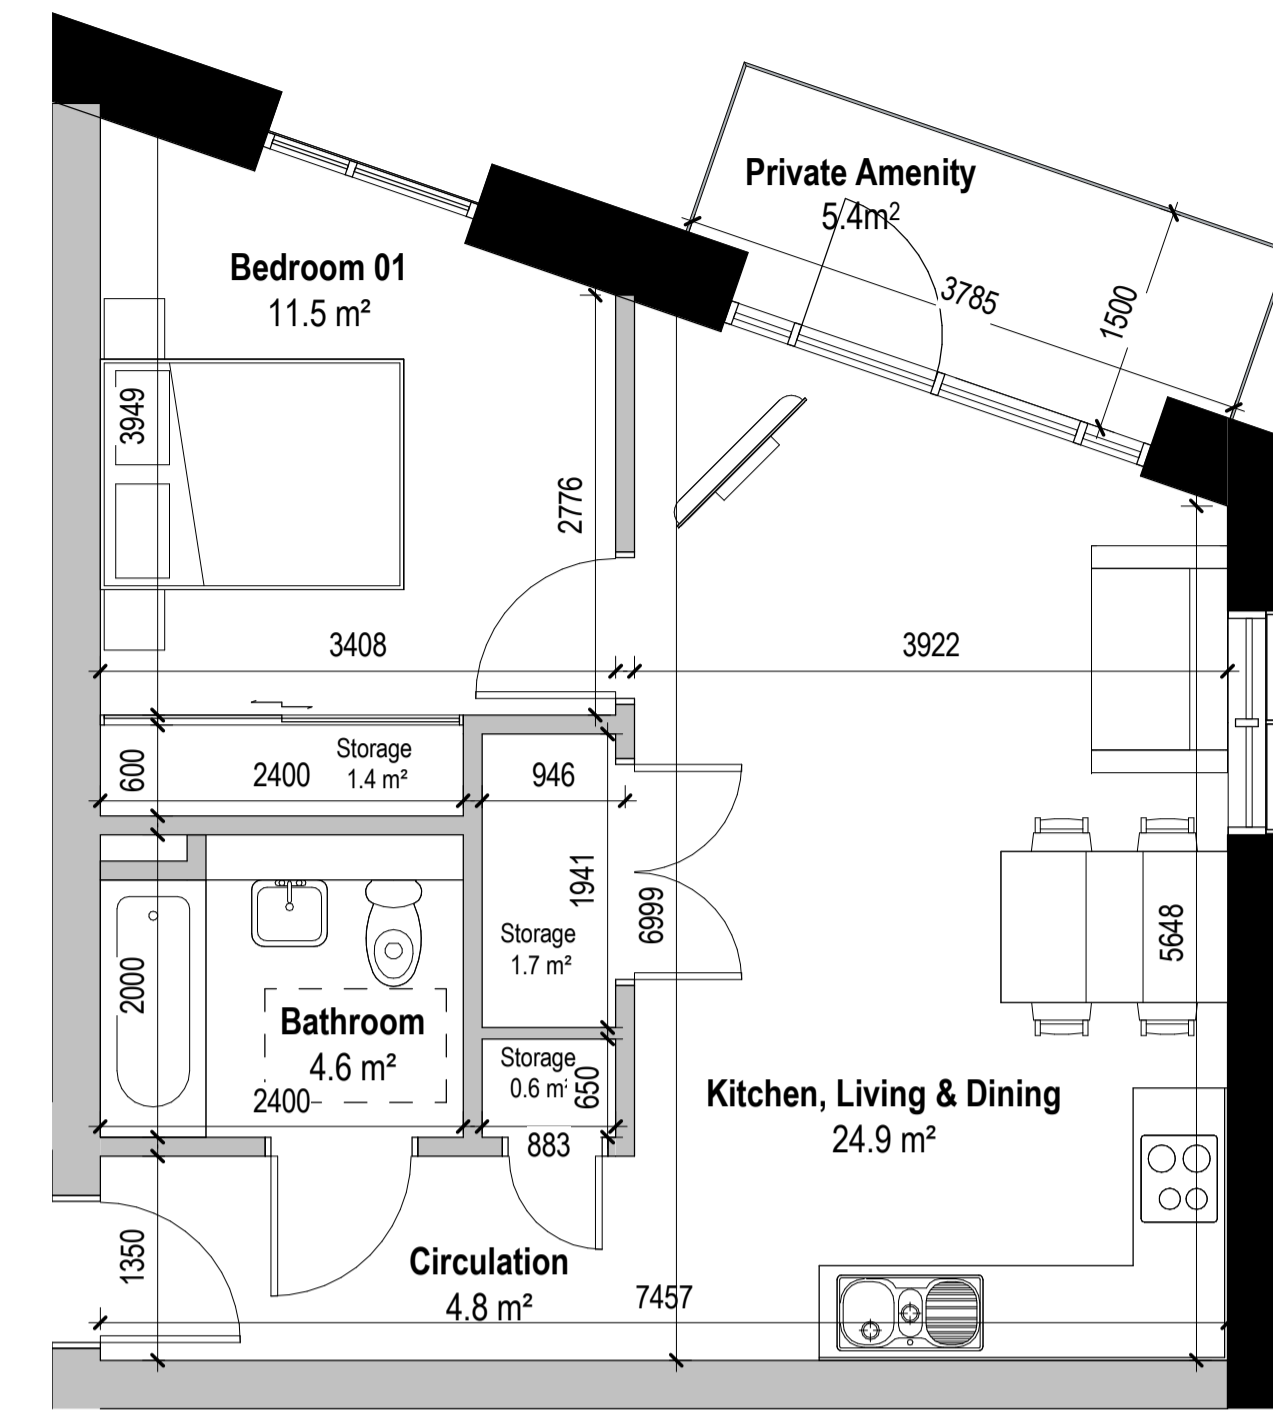 Private Amenity
5.4m²
3785
1500
Bedroom 01
11.5 m²
3949
2776
3408
3922
Storage
1.4 m²
600
2400
946
1941
6999
5648
Storage
1.7 m²
2000
Bathroom
4.6 m²
2400
Storage
0.6 m²
650
883
Kitchen, Living & Dining
24.9 m²
1350
Circulation
4.8 m²
7457